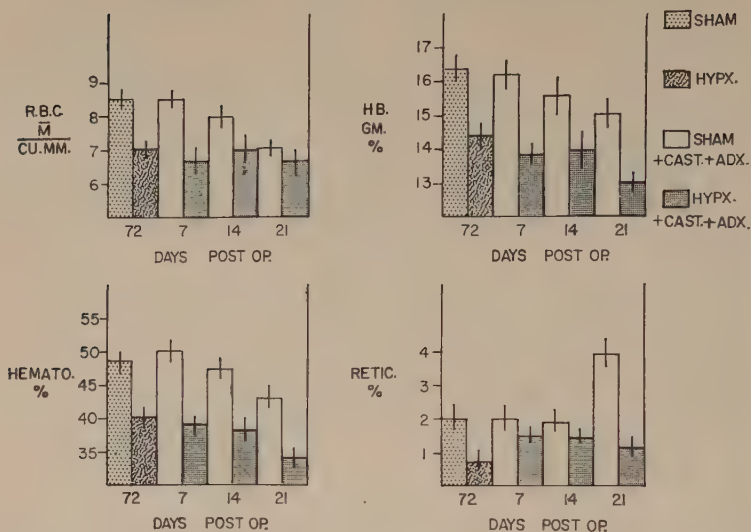 9
8
7
6
R.B.C.
M̅
CU.MM.
72 7 14 21
DAYS POST OP.
17
16
15
14
13
HB.
GM.
%
72 7 14 21
DAYS POST OP.
SHAM
HYPX.
SHAM
+CAST.+ADX.
HYPX.
+CAST.+ADX.
55
50
45
40
35
HEMATO.
%
72 7 14 21
DAYS POST OP.
4
3
2
1
RETIC.
%
72 7 14 21
DAYS POST OP.